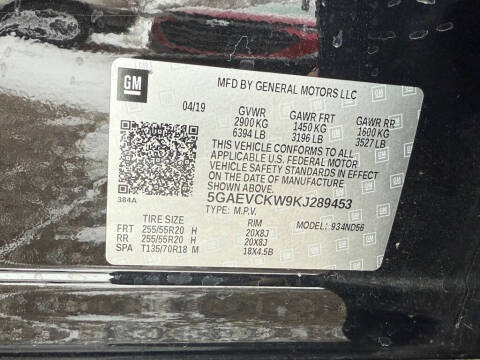 GM
MFD BY GENERAL MOTORS LLC
04/19 GVWR GAWR FRT GAWR RR
2900 KG 1450 KG 1600 KG
6394 LB 3196 LB 3527 LB
THIS VEHICLE CONFORMS TO ALL
APPLICABLE U.S. FEDERAL MOTOR
VEHICLE SAFETY STANDARDS IN EFFECT
ON THE DATE OF MANUFACTURE
SHOWN ABOVE.
384A 5GAEVCKW9KJ289453
TYPE: M.P.V. MODEL: 934ND56
TIRE SIZE RIM
FRT 255/55R20 H 20X8J
RR 255/55R20 H 20X8J
SPA T135/70R18 M 18X4.5B